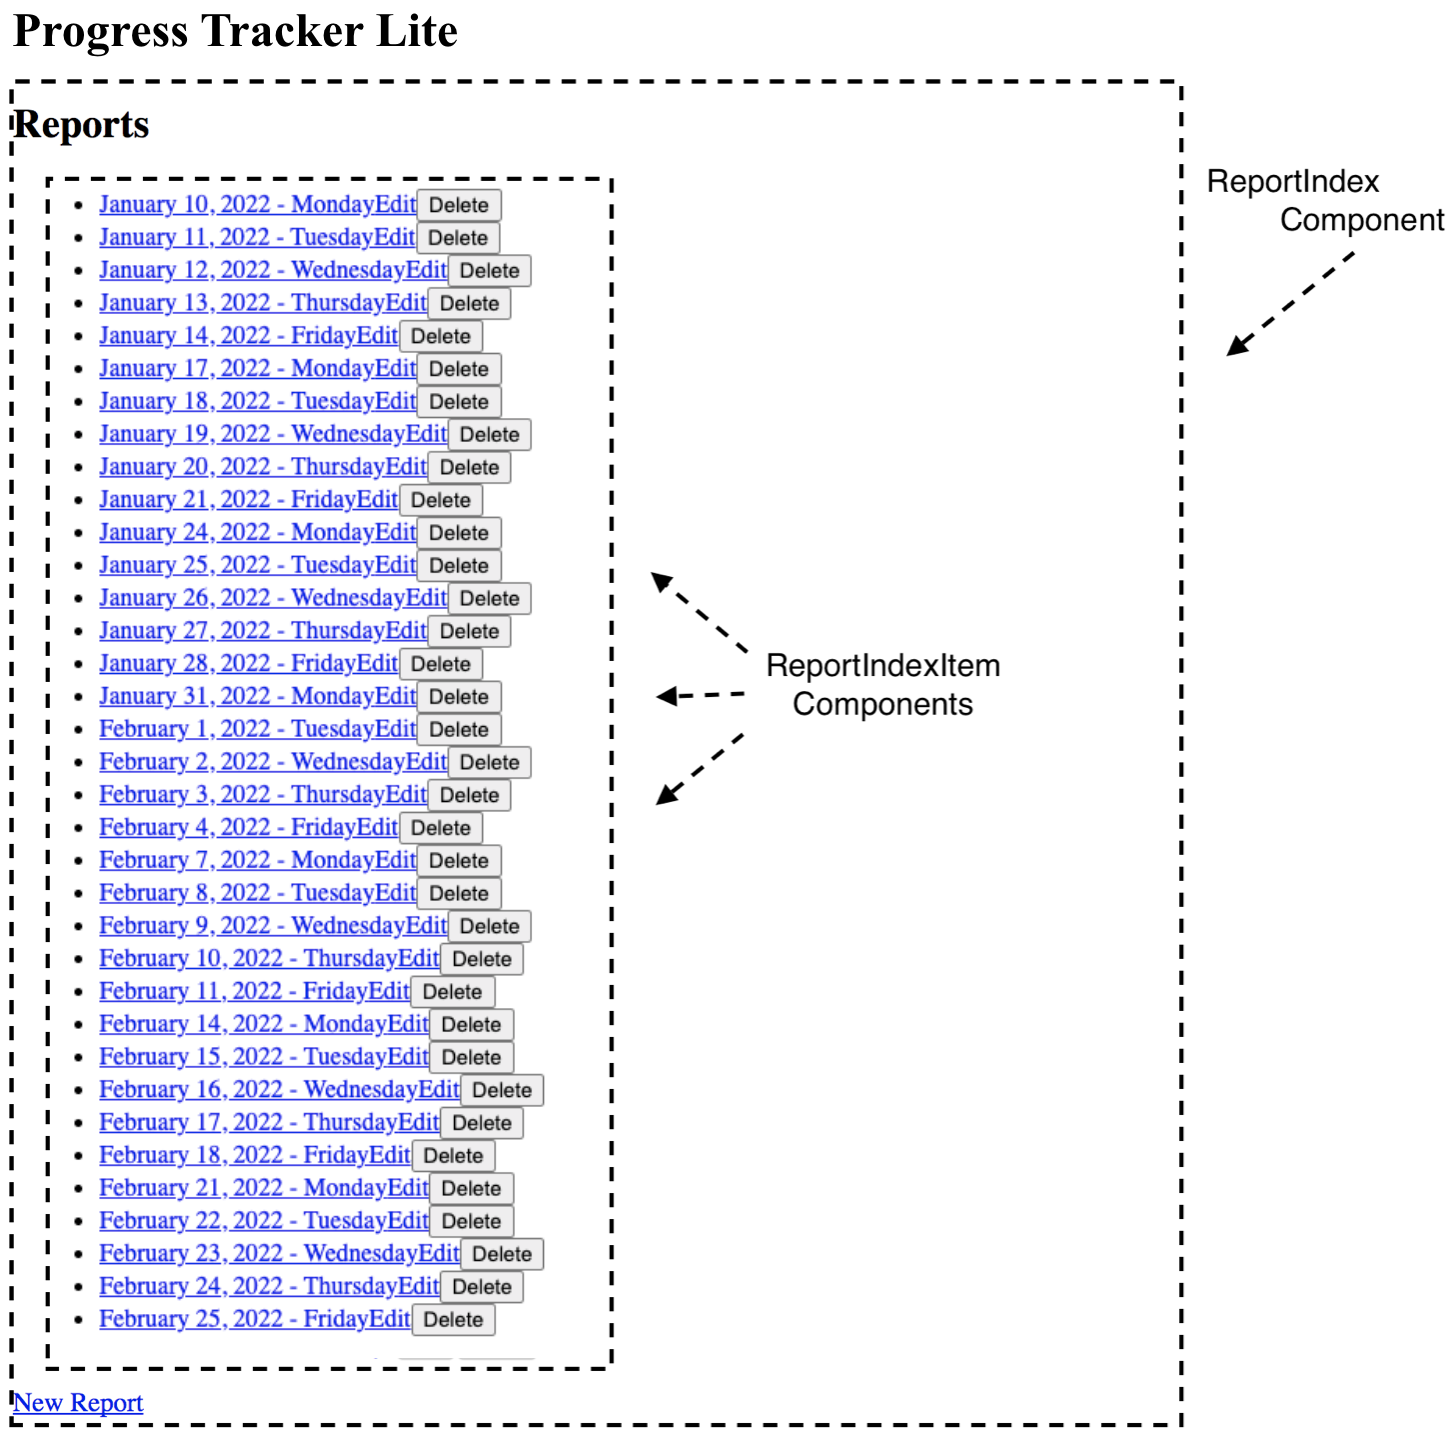 Progress Tracker Lite
Reports
ReportIndex
Component
January 10, 2022 - MondayEdit Delete
January 11, 2022 - TuesdayEdit Delete
January 12, 2022 - WednesdayEdit Delete
January 13, 2022 - ThursdayEdit Delete
January 14, 2022 - FridayEdit Delete
January 17, 2022 - MondayEdit Delete
January 18, 2022 - TuesdayEdit Delete
January 19, 2022 - WednesdayEdit Delete
January 20, 2022 - ThursdayEdit Delete
January 21, 2022 - FridayEdit Delete
January 24, 2022 - MondayEdit Delete
January 25, 2022 - TuesdayEdit Delete
January 26, 2022 - WednesdayEdit Delete
January 27, 2022 - ThursdayEdit Delete
January 28, 2022 - FridayEdit Delete
January 31, 2022 - MondayEdit Delete
February 1, 2022 - TuesdayEdit Delete
February 2, 2022 - WednesdayEdit Delete
February 3, 2022 - ThursdayEdit Delete
February 4, 2022 - FridayEdit Delete
February 7, 2022 - MondayEdit Delete
February 8, 2022 - TuesdayEdit Delete
February 9, 2022 - WednesdayEdit Delete
February 10, 2022 - ThursdayEdit Delete
February 11, 2022 - FridayEdit Delete
February 14, 2022 - MondayEdit Delete
February 15, 2022 - TuesdayEdit Delete
February 16, 2022 - WednesdayEdit Delete
February 17, 2022 - ThursdayEdit Delete
February 18, 2022 - FridayEdit Delete
February 21, 2022 - MondayEdit Delete
February 22, 2022 - TuesdayEdit Delete
February 23, 2022 - WednesdayEdit Delete
February 24, 2022 - ThursdayEdit Delete
February 25, 2022 - FridayEdit Delete
ReportIndexItem
Components
New Report